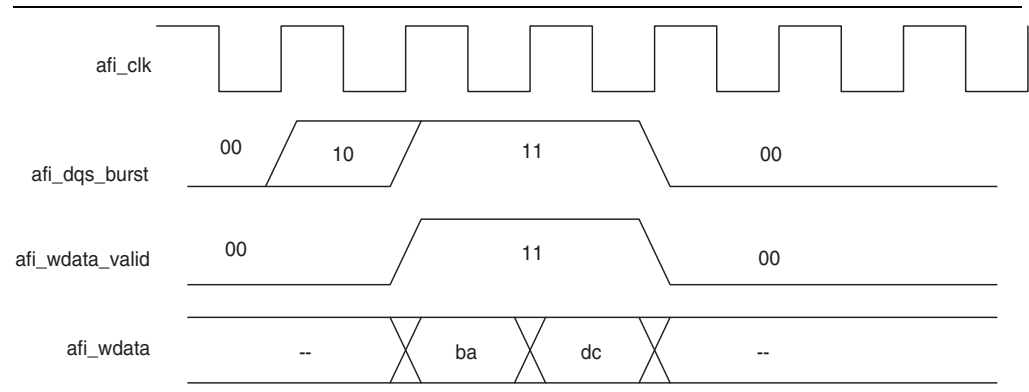 afi_clk
afi_dqs_burst 00 10 11 00
afi_wdata_valid 00 11 00
afi_wdata -- ba dc --